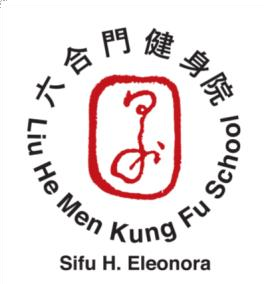 六合門健身院
Liu He Men Kung Fu School
Sifu H. Eleonora